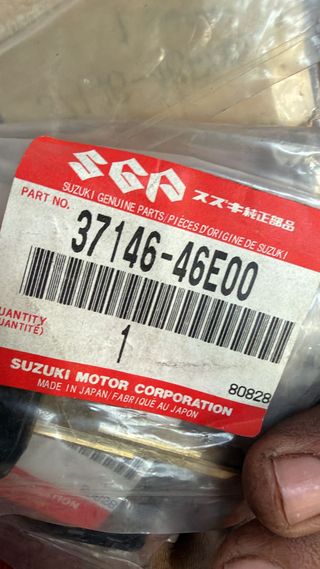 SGP スズキ純正部品
SUZUKI GENUINE PARTS/PIECES D'ORIGINE DE SUZUKI
PART NO.
37146-46E00
QUANTITY
QUANTITÉ)
1
80828
SUZUKI MOTOR CORPORATION
MADE IN JAPAN/FABRIQUÉ AU JAPON